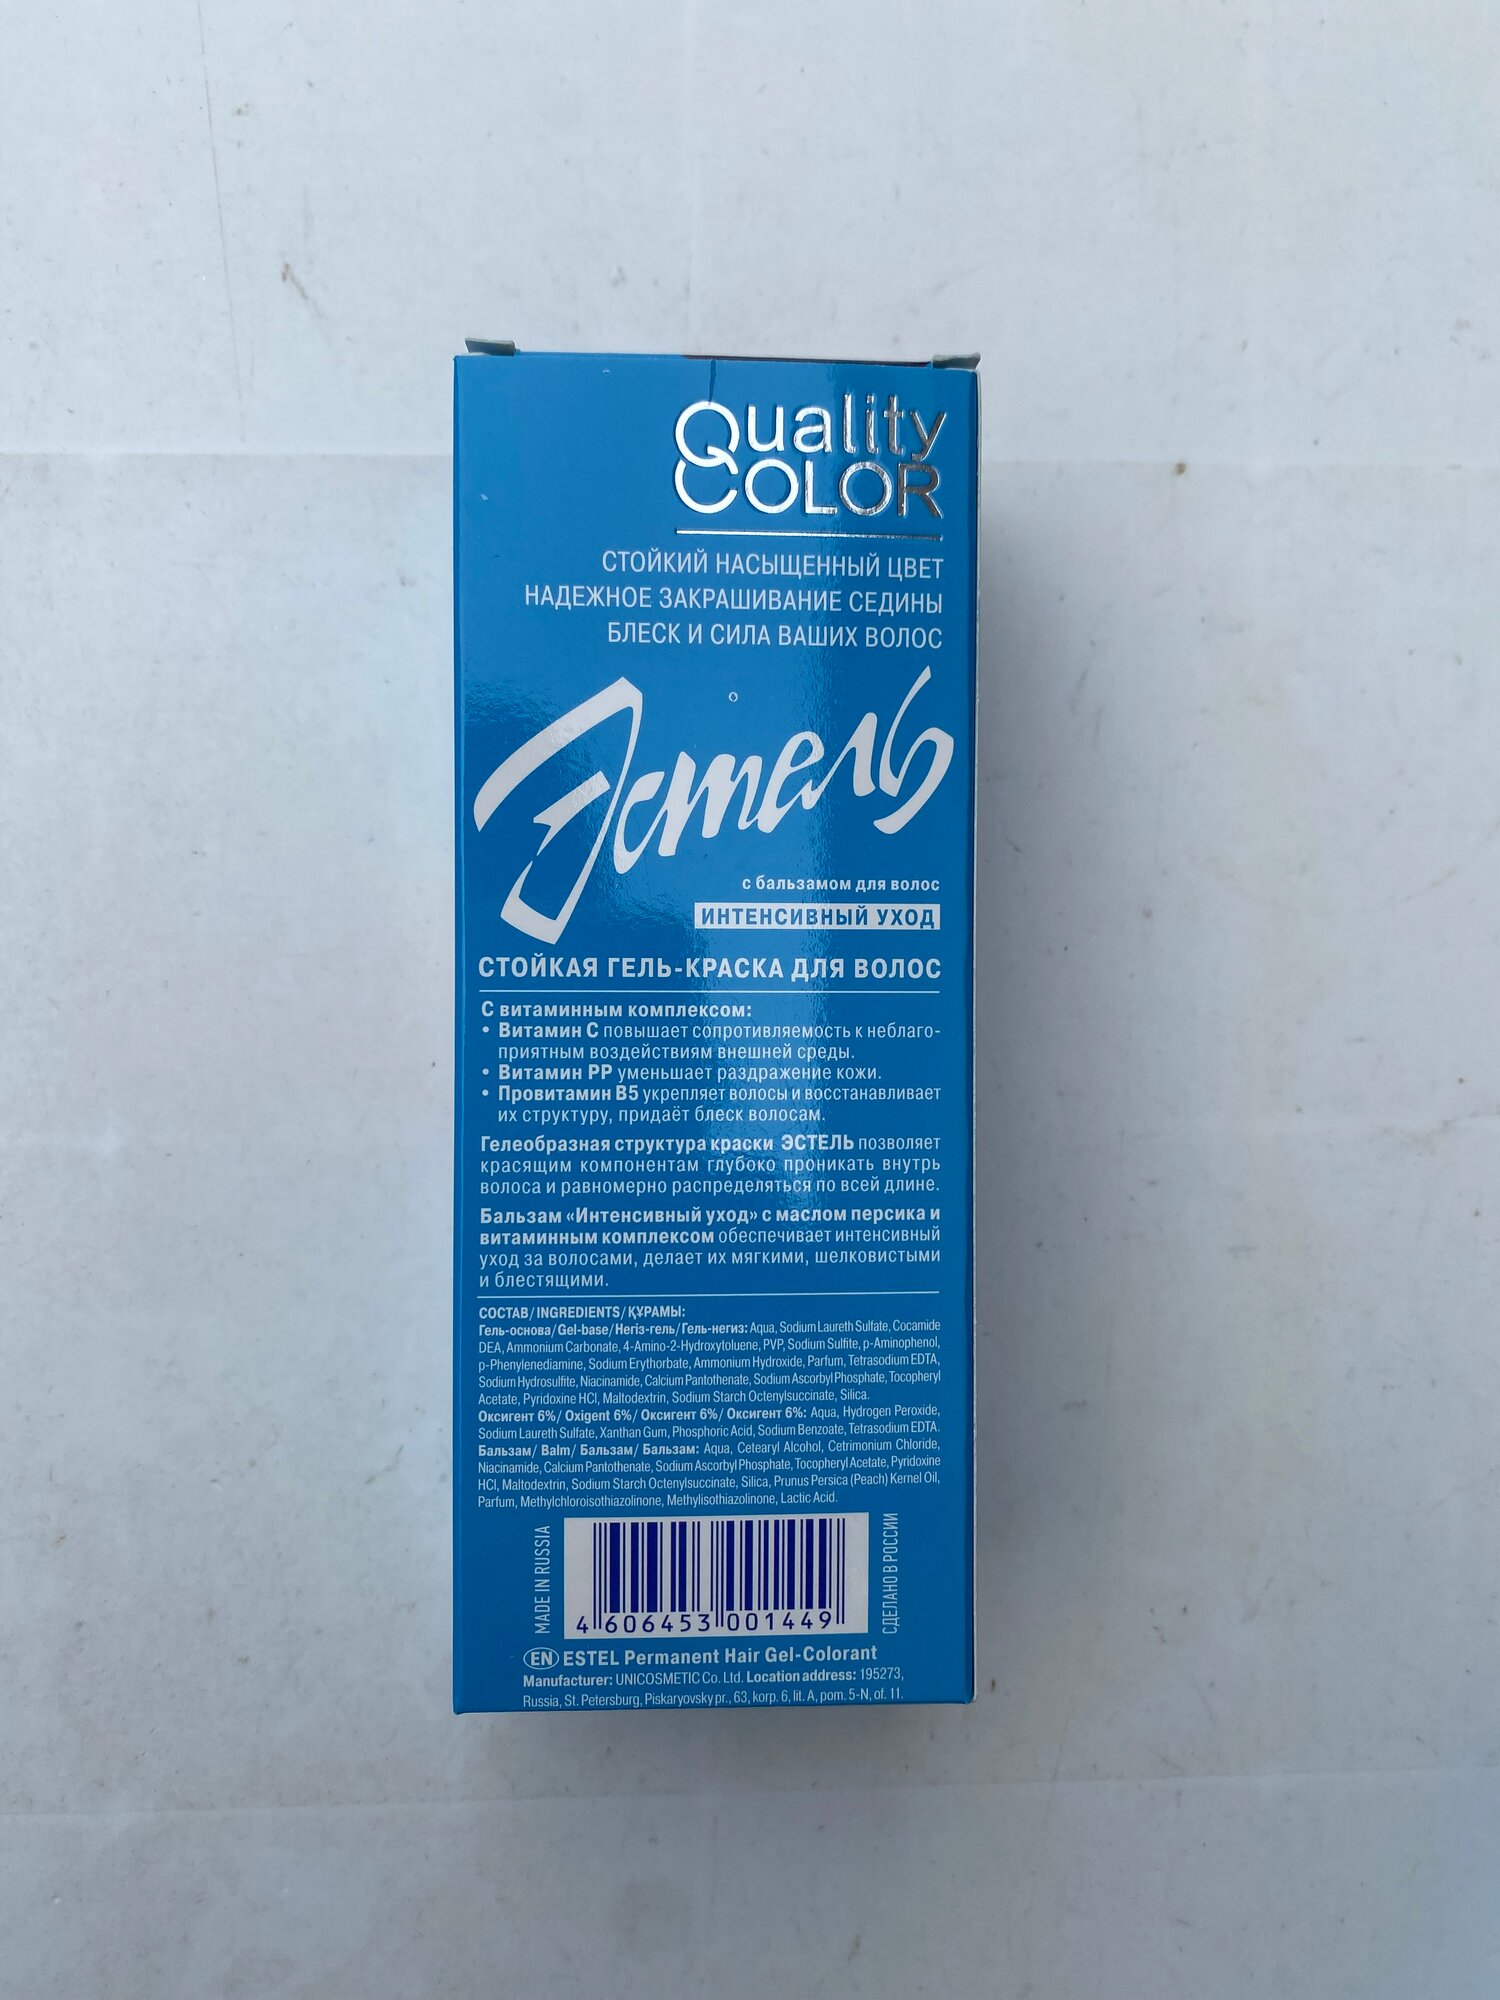 Quality
COLOR
СТОЙКИЙ НАСЫЩЕННЫЙ ЦВЕТ
НАДЕЖНОЕ ЗАКРАШИВАНИЕ СЕДИНЫ
БЛЕСК И СИЛА ВАШИХ ВОЛОС
Эстель
с бальзамом для волос
ИНТЕНСИВНЫЙ УХОД
СТОЙКАЯ ГЕЛЬ-КРАСКА ДЛЯ ВОЛОС
С витаминным комплексом:
• Витамин С повышает сопротивляемость к неблаго-
приятным воздействиям внешней среды.
• Витамин РР уменьшает раздражение кожи.
• Провитамин В5 укрепляет волосы и восстанавливает
их структуру, придаёт блеск волосам.
Гелеобразная структура краски ЭСТЕЛЬ позволяет
красящим компонентам глубоко проникать внутрь
волоса и равномерно распределяться по всей длине.
Бальзам «Интенсивный уход» с маслом персика и
витаминным комплексом обеспечивает интенсивный
уход за волосами, делает их мягкими, шелковистыми
и блестящими.
СОСТАВ/INGREDIENTS/ҚҰРАМЫ:
Гель-основа/Gel-base/Негіз-гель/Гель-негиз: Aqua, Sodium Laureth Sulfate, Cocamide
DEA, Ammonium Carbonate, 4-Amino-2-Hydroxytoluene, PVP, Sodium Sulfite, p-Aminophenol,
p-Phenylenediamine, Sodium Erythorbate, Ammonium Hydroxide, Parfum, Tetrasodium EDTA,
Sodium Hydrosulfite, Niacinamide, Calcium Pantothenate, Sodium Ascorbyl Phosphate, Tocopheryl
Acetate, Pyridoxine HCl, Maltodextrin, Sodium Starch Octenylsuccinate, Silica.
Оксигент 6%/ Oxigent 6%/ Оксигент 6%/ Оксигент 6%: Aqua, Hydrogen Peroxide,
Sodium Laureth Sulfate, Xanthan Gum, Phosphoric Acid, Sodium Benzoate, Tetrasodium EDTA.
Бальзам/ Balm/ Бальзам/ Бальзам: Aqua, Cetearyl Alcohol, Cetrimonium Chloride,
Niacinamide, Calcium Pantothenate, Sodium Ascorbyl Phosphate, Tocopheryl Acetate, Pyridoxine
HCl, Maltodextrin, Sodium Starch Octenylsuccinate, Silica, Prunus Persica (Peach) Kernel Oil,
Parfum, Methylchloroisothiazolinone, Methylisothiazolinone, Lactic Acid.
MADE IN RUSSIA
4 606453 001449
СДЕЛАНО В РОССИИ
EN ESTEL Permanent Hair Gel-Colorant
Manufacturer: UNICOSMETIC Co. Ltd. Location address: 195273,
Russia, St. Petersburg, Piskaryovsky pr., 63, korp. 6, lit. A, pom. 5-N, of. 11.